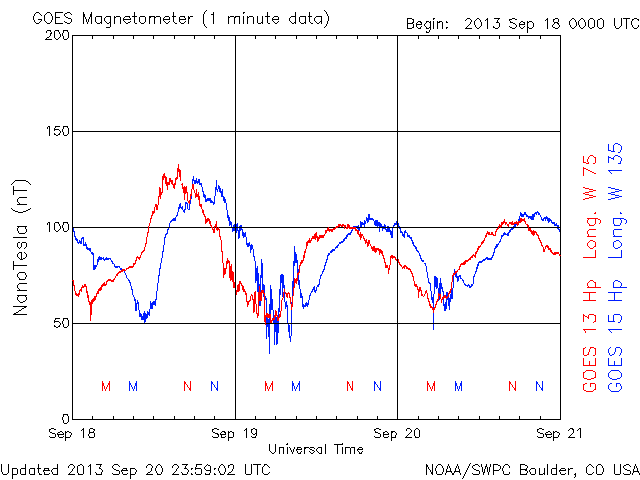 GOES Magnetometer (1 minute data)
Begin: 2013 Sep 18 0000 UTC
200
150
100
50
0
NanoTesla (nT)
M M N N M M N N M M N N
Sep 18 Sep 19 Sep 20 Sep 21
Universal Time
GOES 13 Hp Long. W 75
GOES 15 Hp Long. W 135
Updated 2013 Sep 20 23:59:02 UTC
NOAA/SWPC Boulder, CO USA